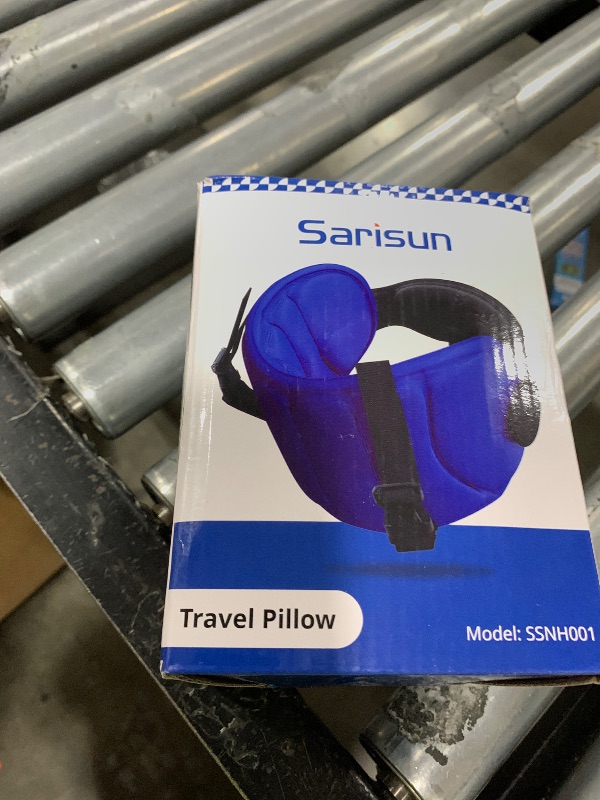 Sarisun
Travel Pillow
Model: SSNH001